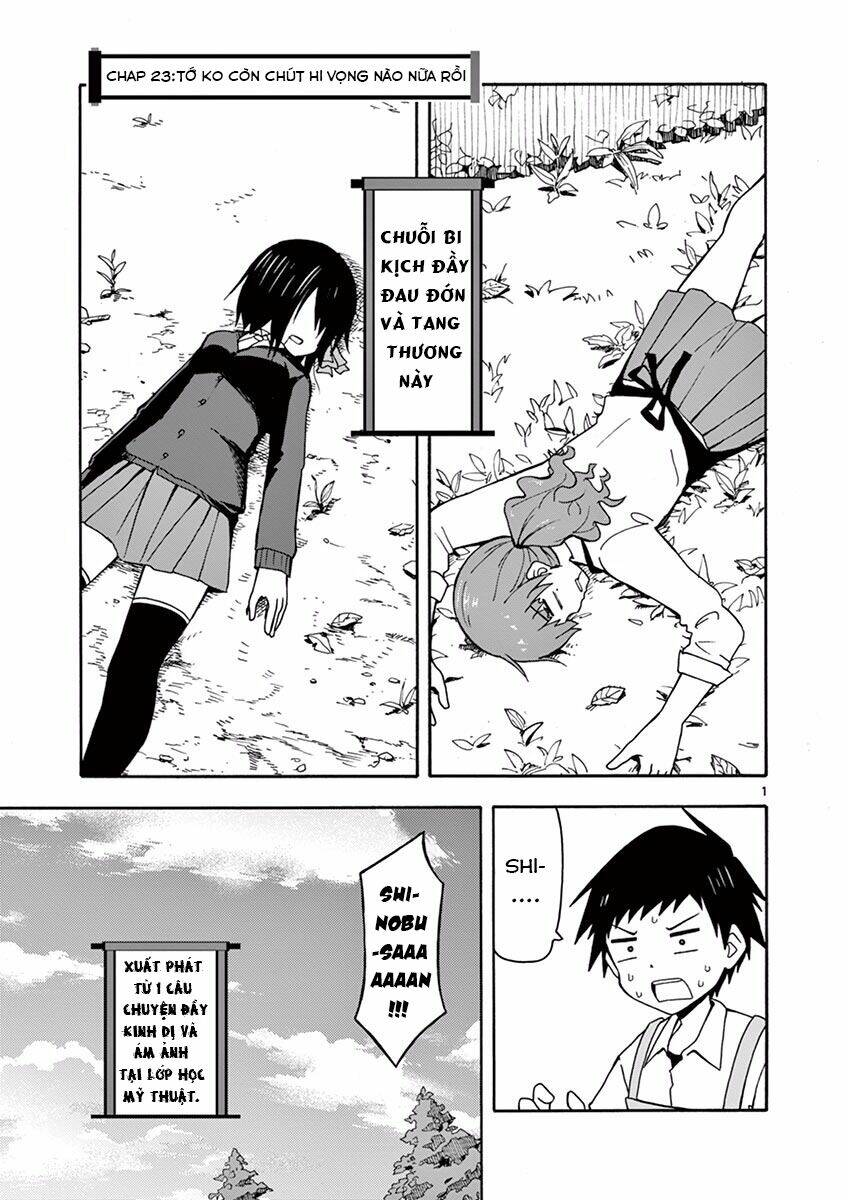 CHAP 23:TỚ KO CÒN CHÚT HI VỌNG NÀO NỮA RỒI
CHUỖI BI
KỊCH ĐẦY
ĐAU ĐỚN
VÀ TANG
THƯƠNG
NÀY
1
SHI-
....
SHI-
NOBU
-SAAA
AAAAN
!!!
XUẤT PHÁT
TỪ 1 CÂU
CHUYỆN ĐẦY
KINH DỊ VÀ
ÁM ẢNH
TẠI LỚP HỌC
MỸ THUẬT.